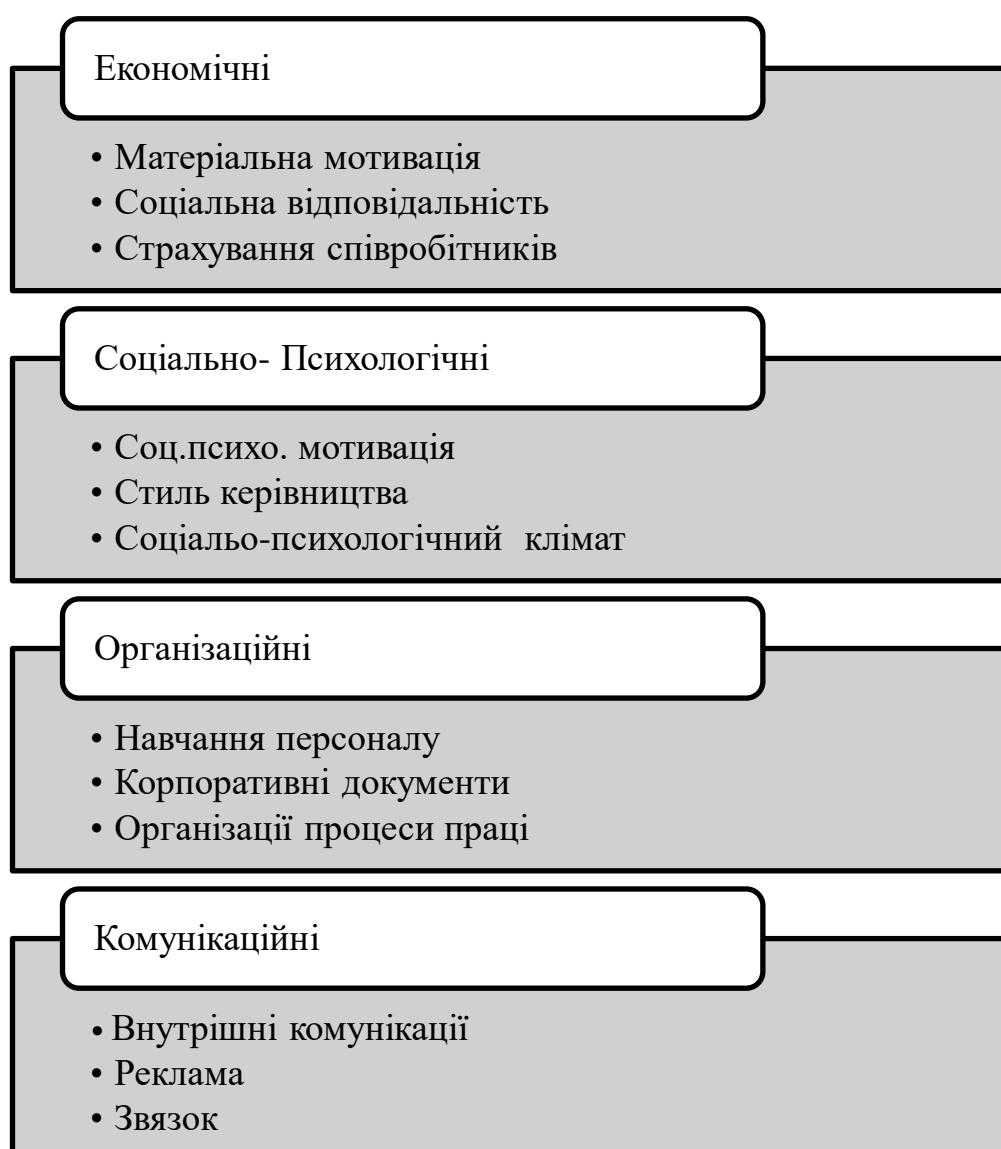 Економічні
• Матеріальна мотивація
• Соціальна відповідальність
• Страхування співробітників
Соціально- Психологічні
• Соц.психо. мотивація
• Стиль керівництва
• Соціальо-психологічний  клімат
Організаційні
• Навчання персоналу
• Корпоративні документи
• Організації процеси праці
Комунікаційні
• Внутрішні комунікації
• Реклама
• Звязок